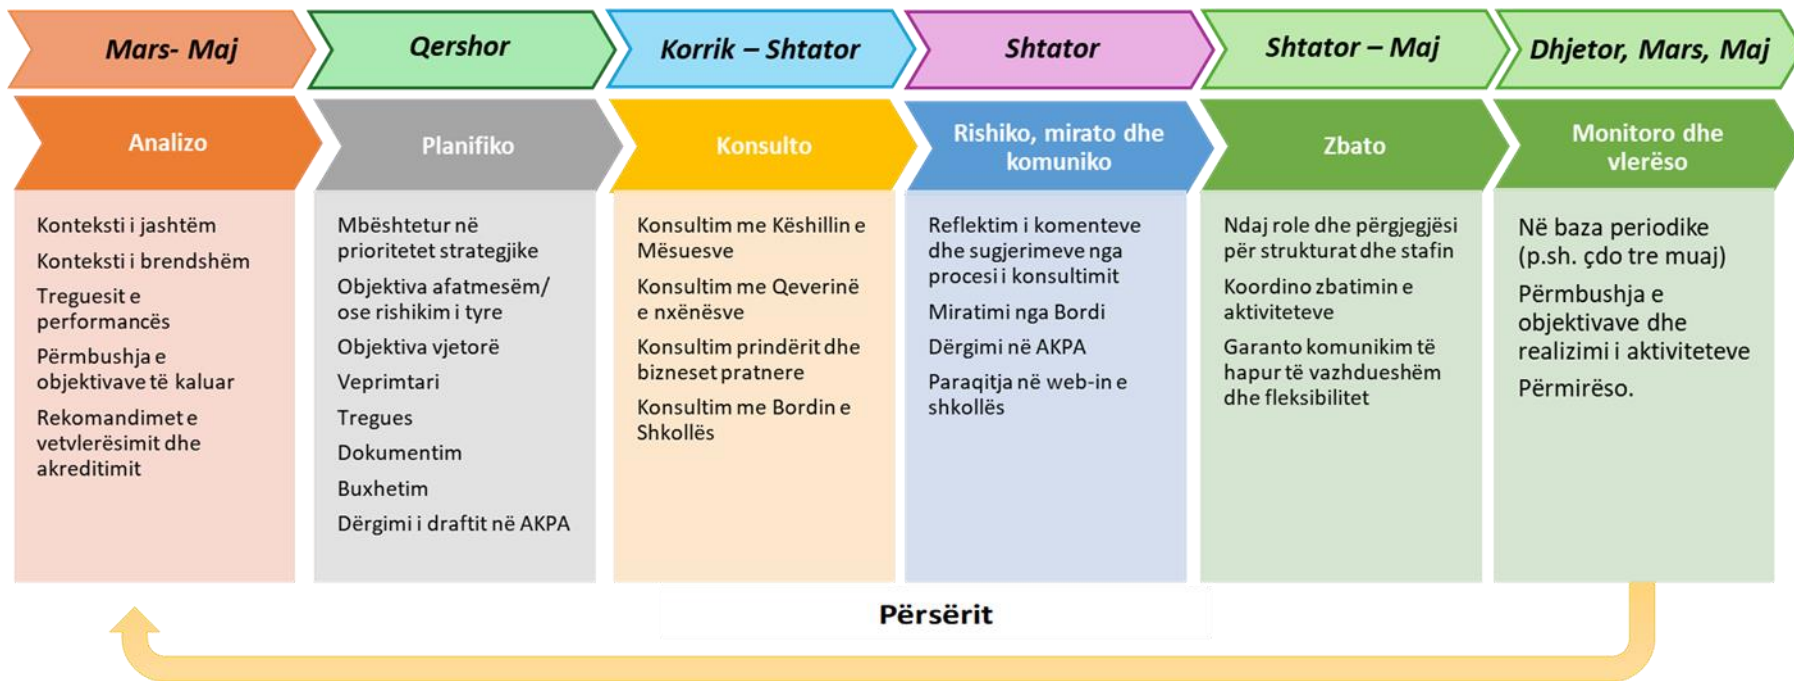 Mars- Maj
Qershor
Korrik – Shtator
Shtator
Shtator – Maj
Dhjetor, Mars, Maj
Analizo
Planifiko
Konsulto
Rishiko, mirato dhe
komuniko
Zbato
Monitoro dhe
vlerëso
Konteksti i jashtëm
Konteksti i brendshëm
Treguesit e
performancës
Përmbushja e
objektivave të kaluar
Rekomandimet e
vetvlerësimit dhe
akreditimit
Mbështetur në
prioritetet strategjike
Objektiva afatmesëm/
ose rishikim i tyre
Objektiva vjetorë
Veprimtari
Tregues
Dokumentim
Buxhetim
Dërgimi i draftit në AKPA
Konsultim me Këshillin e
Mësuesve
Konsultim me Qeverinë
e nxënësve
Konsultim prindërit dhe
bizneset pratnere
Konsultim me Bordin e
Shkollës
Reflektim i komenteve
dhe sugjerimeve nga
procesi i konsultimit
Miratimi nga Bordi
Dërgimi në AKPA
Paraqitja në web-in e
shkollës
Ndaj role dhe përgjegjësi
për strukturat dhe stafin
Koordino zbatimin e
aktiviteteve
Garanto komunikim të
hapur të vazhdueshëm
dhe fleksibilitet
Në baza periodike
(p.sh. çdo tre muaj)
Përmbushja e
objektivave dhe
realizimi i aktiviteteve
Përmirëso.
Përsërit